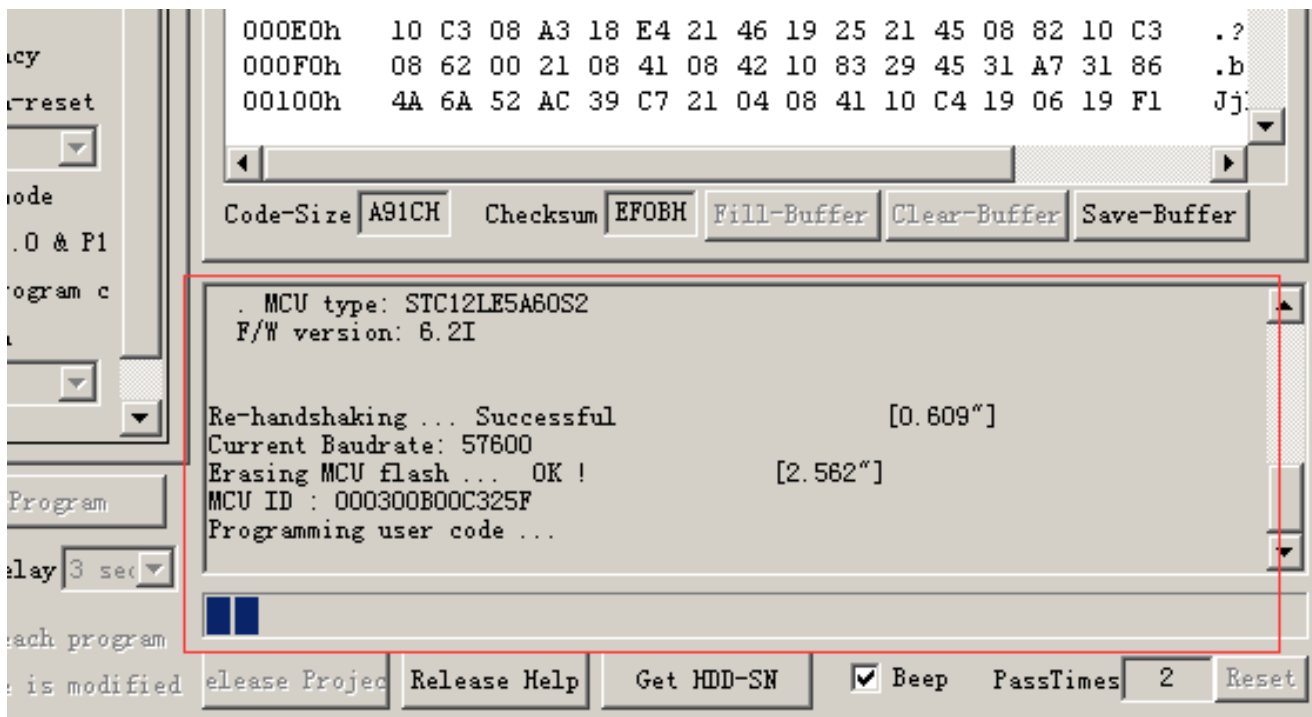 000E0h 10 C3 08 A3 18 E4 21 46 19 25 21 45 08 82 10 C3 .?
000F0h 08 62 00 21 08 41 08 42 10 83 29 45 31 A7 31 86 .b
00100h 4A 6A 52 AC 39 C7 21 04 08 41 10 C4 19 06 19 F1 Jj
-reset
.0 & P1
Code-Size A91CH Checksum EF0BH Fill-Buffer Clear-Buffer Save-Buffer
. MCU type: STC12LE5A60S2
F/W version: 6.2I
Re-handshaking ... Successful [0.609"]
Current Baudrate: 57600
Erasing MCU flash ... OK ! [2.562"]
MCU ID : 000300B00C325F
Programming user code ...
Program
elay 3 sec
each program
is modified
elease Projec Release Help Get HDD-SN Beep PassTimes 2 Reset